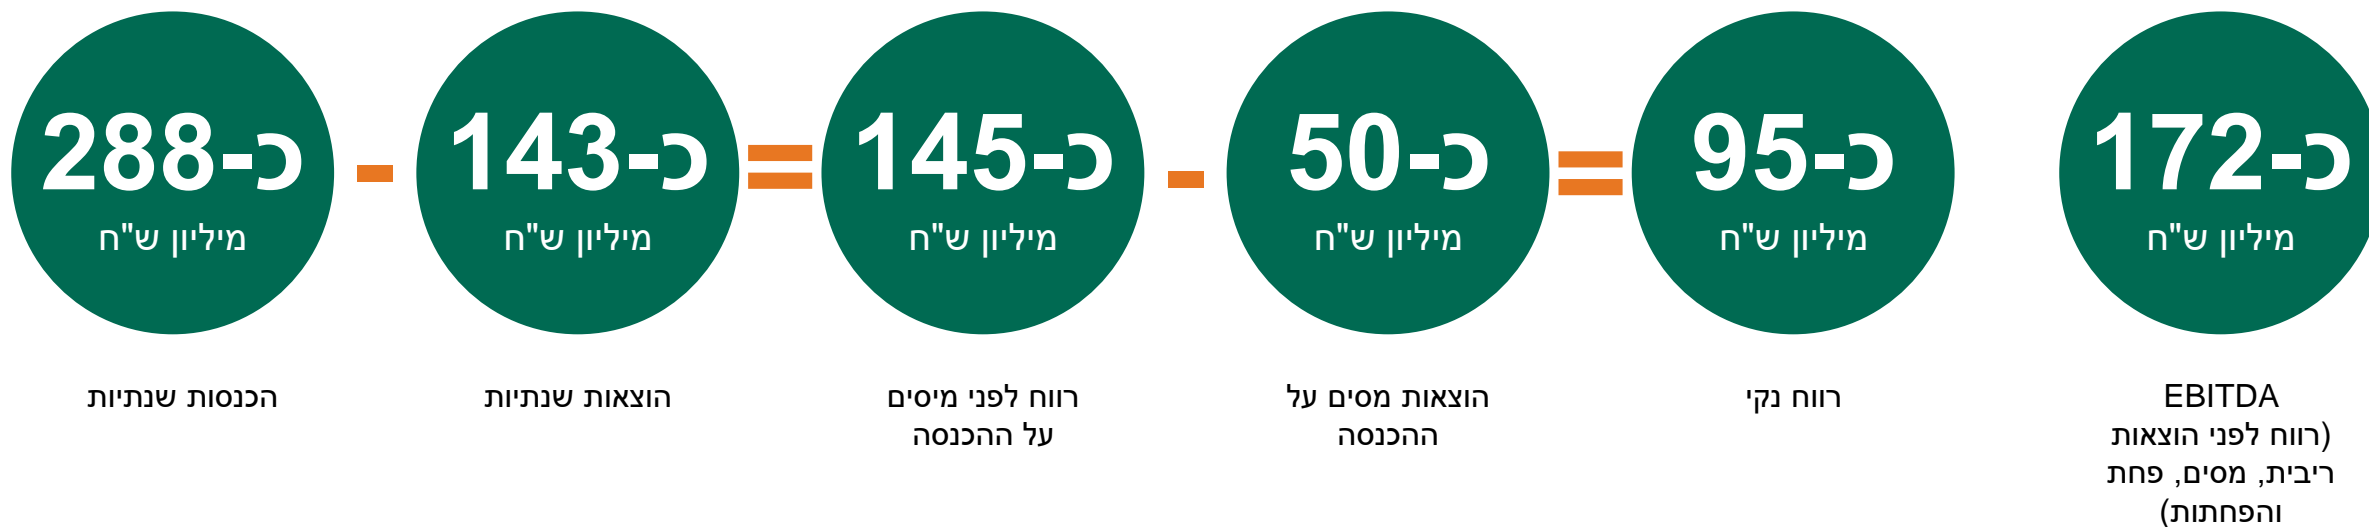 כ-288
מיליון ש"ח
הכנסות שנתיות
-
כ-143
מיליון ש"ח
הוצאות שנתיות
=
כ-145
מיליון ש"ח
רווח לפני מיסים
על ההכנסה
-
כ-50
מיליון ש"ח
הוצאות מסים על
ההכנסה
=
כ-95
מיליון ש"ח
רווח נקי
כ-172
מיליון ש"ח
EBITDA
(רווח לפני הוצאות
ריבית, מסים, פחת
והפחתות)